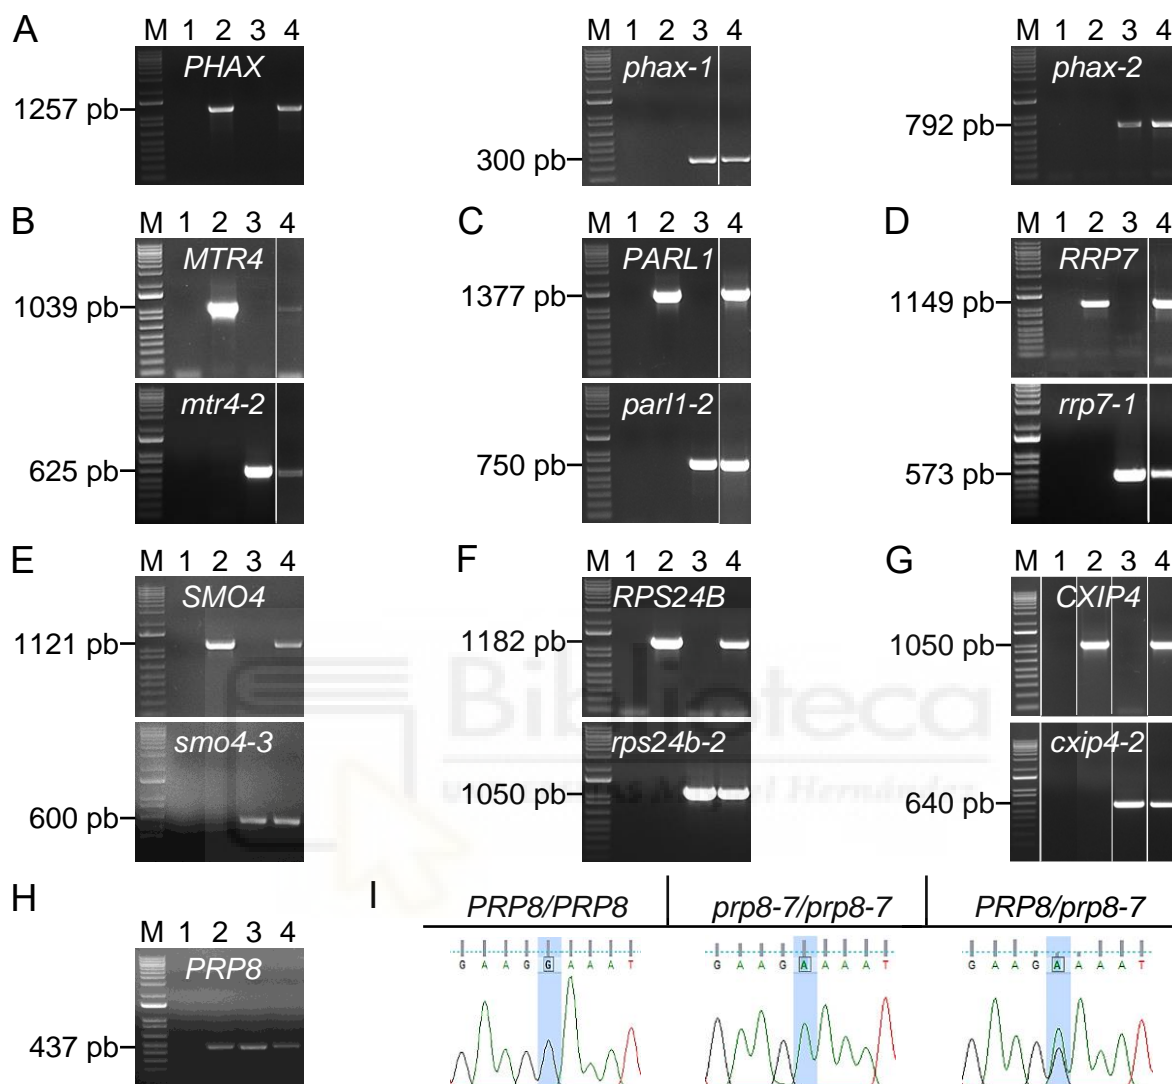 A
M 1 2 3 4
PHAX
1257 pb
M 1 2 3 4
phax-1
300 pb
M 1 2 3 4
phax-2
792 pb
B
M 1 2 3 4
MTR4
1039 pb
mtr4-2
625 pb
C
M 1 2 3 4
PARL1
1377 pb
parl1-2
750 pb
D
M 1 2 3 4
RRP7
1149 pb
rrp7-1
573 pb
E
M 1 2 3 4
SMO4
1121 pb
smo4-3
600 pb
F
M 1 2 3 4
RPS24B
1182 pb
rps24b-2
1050 pb
G
M 1 2 3 4
CXIP4
1050 pb
cxip4-2
640 pb
Biblioteca
Hernández
H
M 1 2 3 4
PRP8
437 pb
I
PRP8/PRP8 prp8-7/prp8-7 PRP8/prp8-7
G A A G G A A A T G A A G A A A A T G A A G A A A A T